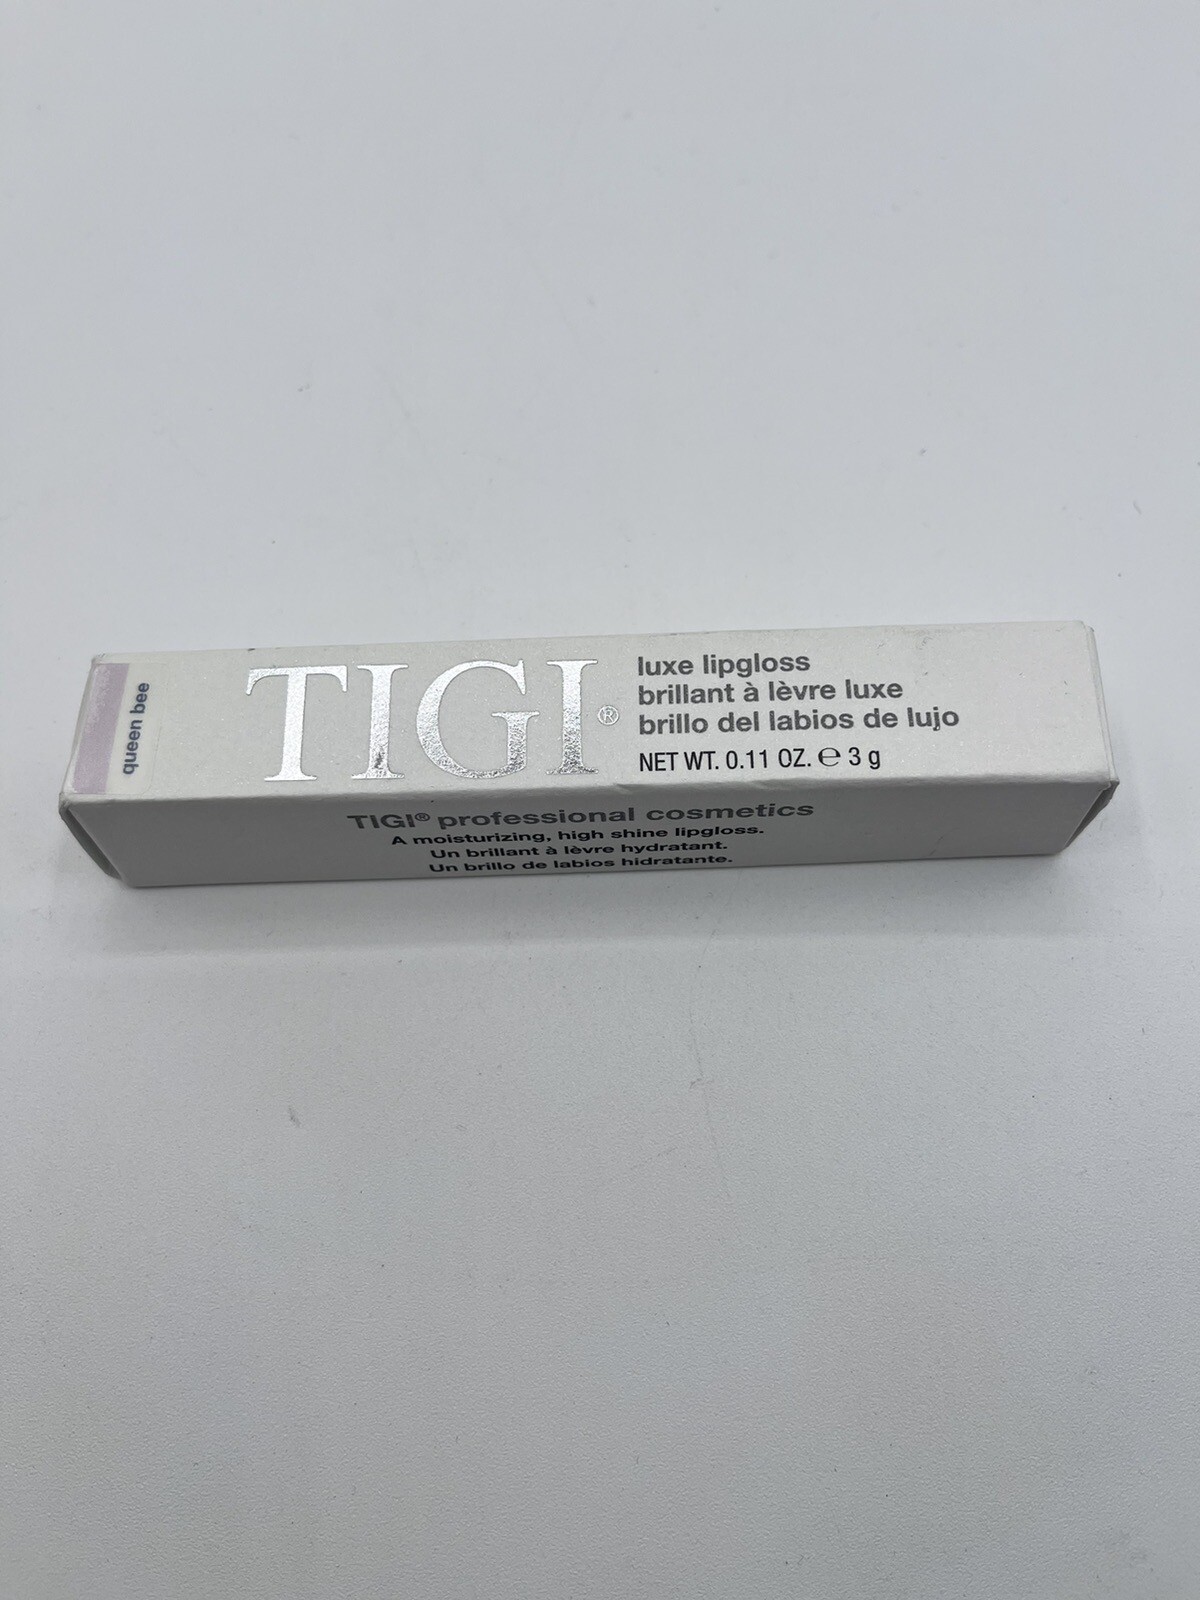 queen bee
TIGI®
luxe lipgloss
brillant à lèvre luxe
brillo del labios de lujo
NET WT. 0.11 OZ. ℮ 3 g
TIGI® professional cosmetics
A moisturizing, high shine lipgloss.
Un brillant à lèvre hydratant.
Un brillo de labios hidratante.